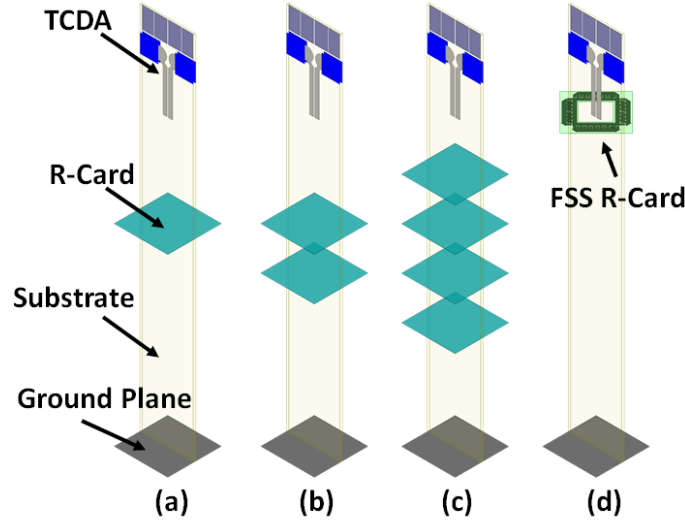 TCDA
R-Card
FSS R-Card
Substrate
Ground Plane
(a) (b) (c) (d)